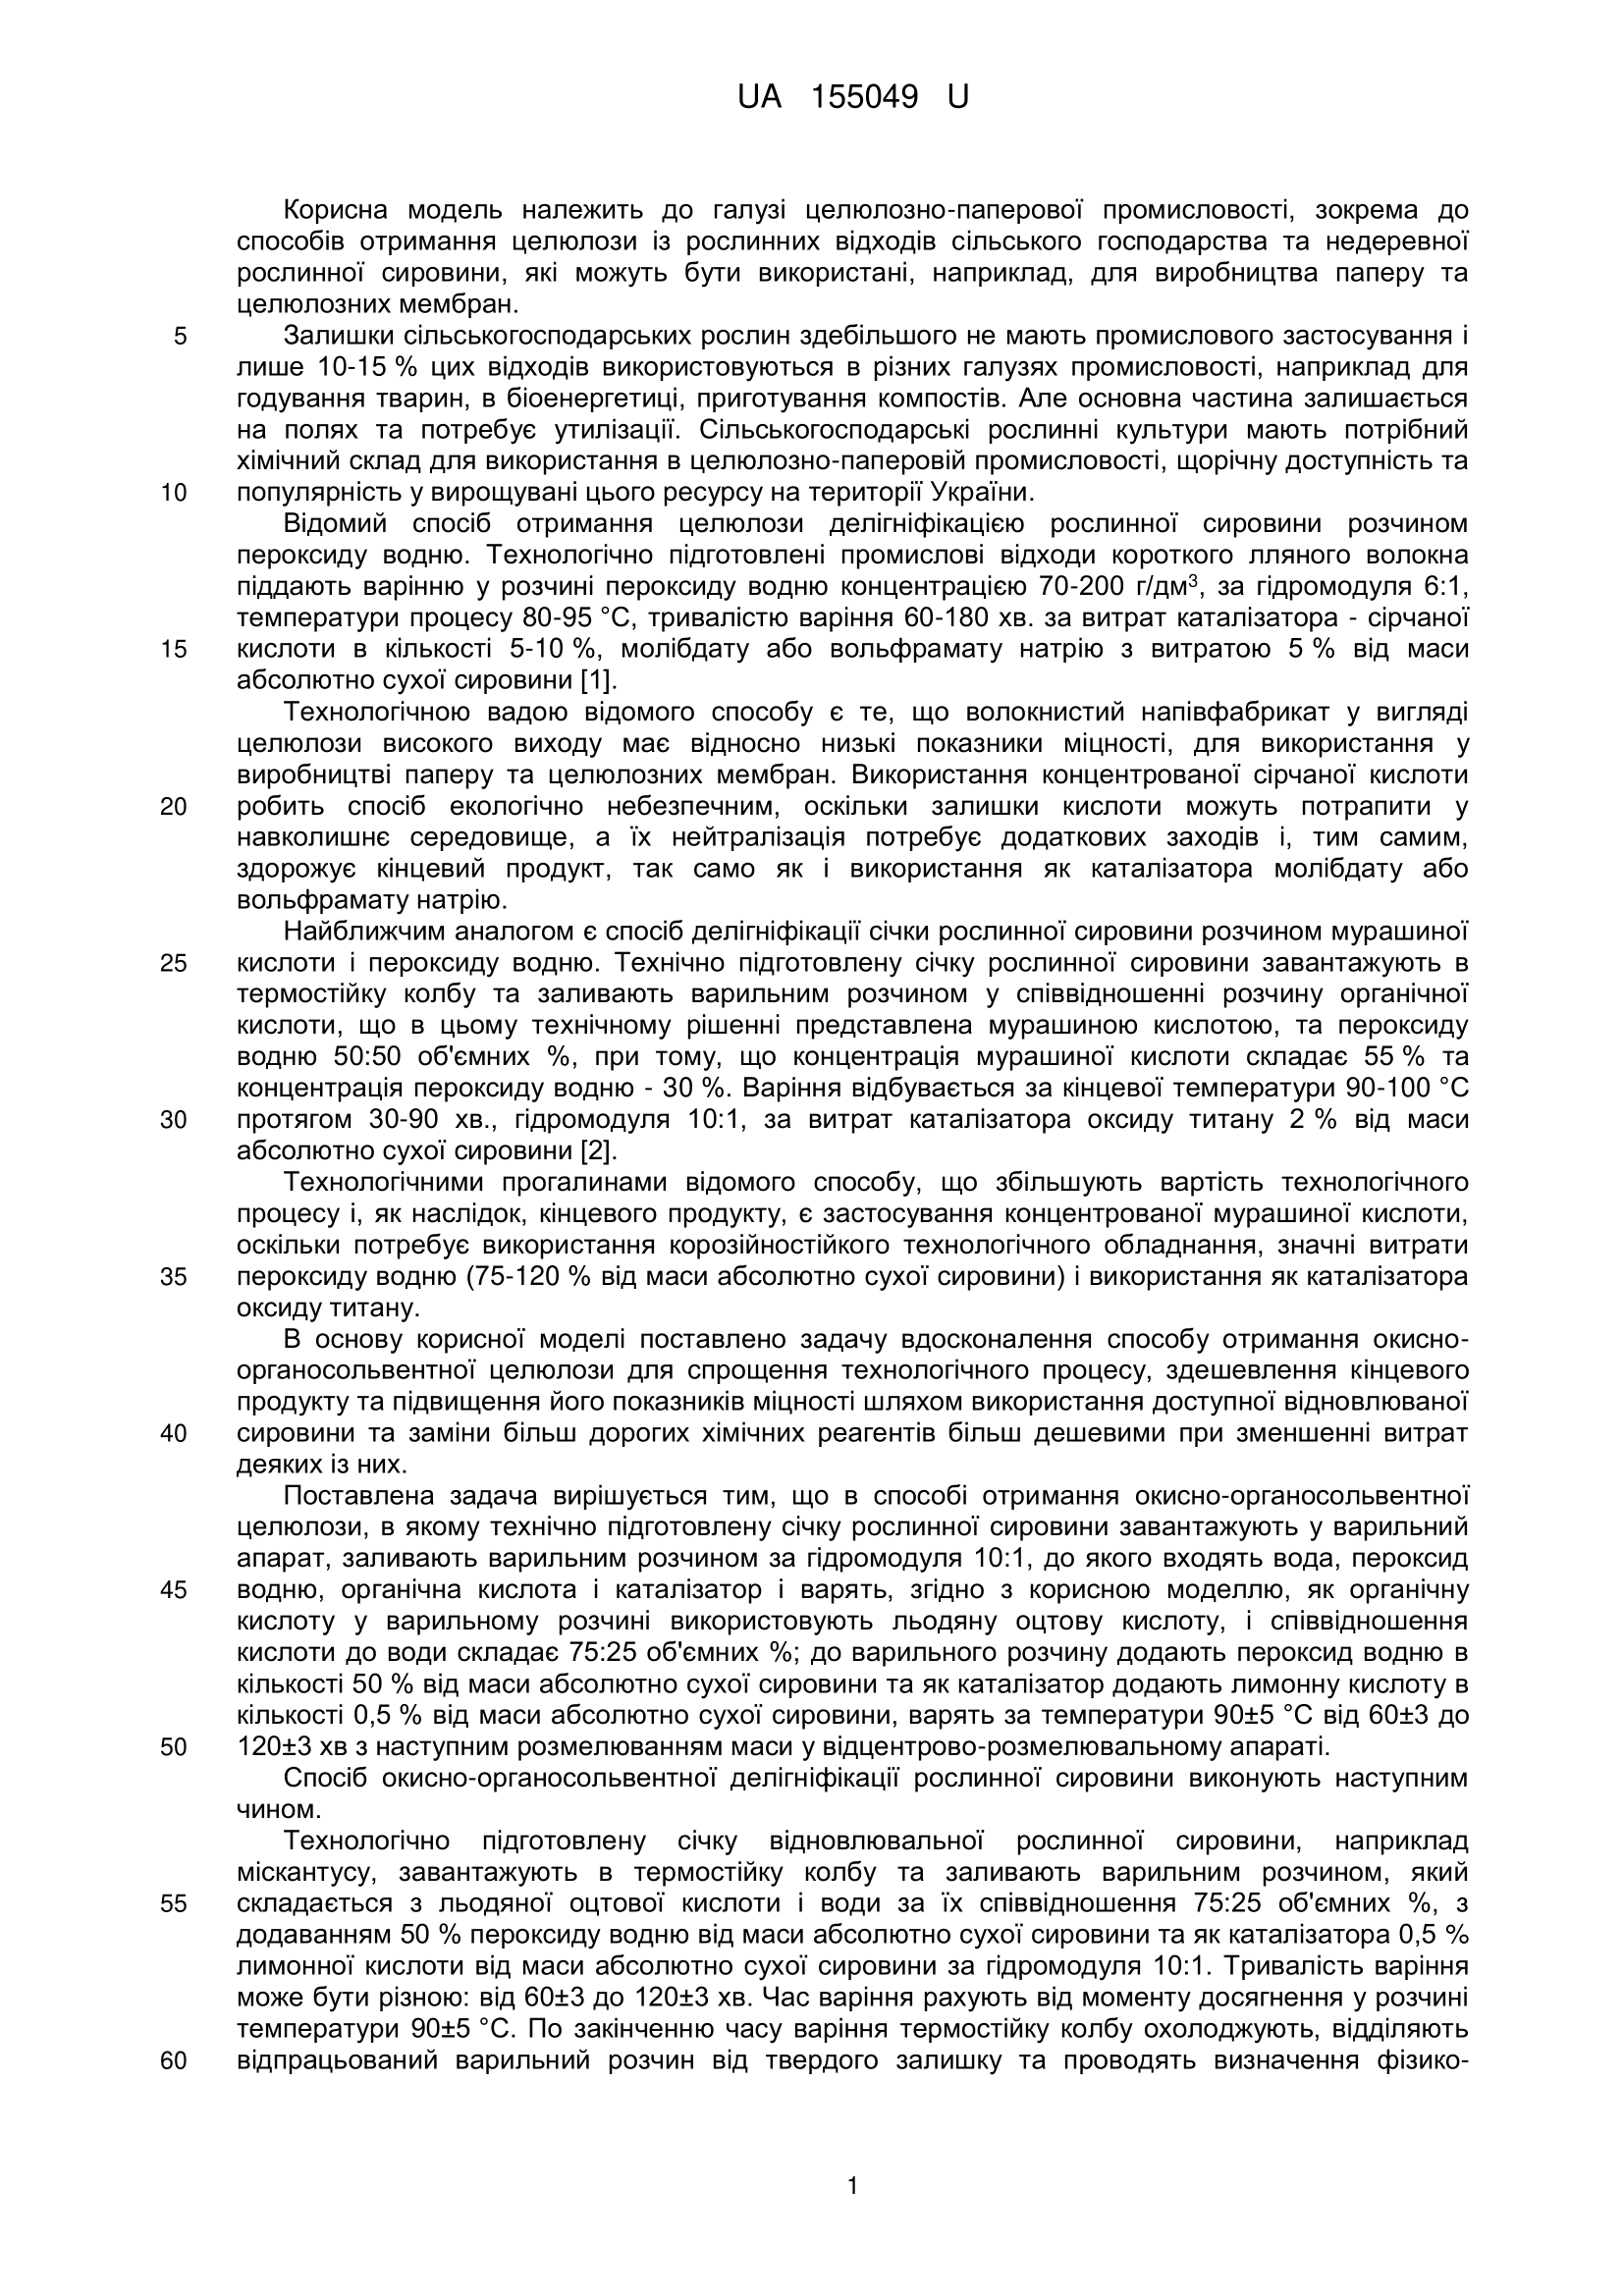 UA 155049 U
Корисна модель належить до галузі целюлозно-паперової промисловості, зокрема до
способів отримання целюлози із рослинних відходів сільського господарства та недеревної
рослинної сировини, які можуть бути використані, наприклад, для виробництва паперу та
целюлозних мембран.
5 Залишки сільськогосподарських рослин здебільшого не мають промислового застосування і
лише 10-15 % цих відходів використовуються в різних галузях промисловості, наприклад для
годування тварин, в біоенергетиці, приготування компостів. Але основна частина залишається
на полях та потребує утилізації. Сільськогосподарські рослинні культури мають потрібний
хімічний склад для використання в целюлозно-паперовій промисловості, щорічну доступність та
10 популярність у вирощувані цього ресурсу на території України.
Відомий спосіб отримання целюлози делігніфікацією рослинної сировини розчином
пероксиду водню. Технологічно підготовлені промислові відходи короткого лляного волокна
піддають варінню у розчині пероксиду водню концентрацією 70-200 г/дм³, за гідромодуля 6:1,
температури процесу 80-95 °С, тривалістю варіння 60-180 хв. за витрат каталізатора - сірчаної
15 кислоти в кількості 5-10 %, молібдату або вольфрамату натрію з витратою 5 % від маси
абсолютно сухої сировини [1].
Технологічною вадою відомого способу є те, що волокнистий напівфабрикат у вигляді
целюлози високого виходу має відносно низькі показники міцності, для використання у
виробництві паперу та целюлозних мембран. Використання концентрованої сірчаної кислоти
20 робить спосіб екологічно небезпечним, оскільки залишки кислоти можуть потрапити у
навколишнє середовище, а їх нейтралізація потребує додаткових заходів і, тим самим,
здорожує кінцевий продукт, так само як і використання як каталізатора молібдату або
вольфрамату натрію.
Найближчим аналогом є спосіб делігніфікації січки рослинної сировини розчином мурашиної
25 кислоти і пероксиду водню. Технічно підготовлену січку рослинної сировини завантажують в
термостійку колбу та заливають варильним розчином у співвідношенні розчину органічної
кислоти, що в цьому технічному рішенні представлена мурашиною кислотою, та пероксиду
водню 50:50 об'ємних %, при тому, що концентрація мурашиної кислоти складає 55 % та
концентрація пероксиду водню - 30 %. Варіння відбувається за кінцевої температури 90-100 °С
30 протягом 30-90 хв., гідромодуля 10:1, за витрат каталізатора оксиду титану 2 % від маси
абсолютно сухої сировини [2].
Технологічними прогалинами відомого способу, що збільшують вартість технологічного
процесу і, як наслідок, кінцевого продукту, є застосування концентрованої мурашиної кислоти,
оскільки потребує використання корозійностійкого технологічного обладнання, значні витрати
35 пероксиду водню (75-120 % від маси абсолютно сухої сировини) і використання як каталізатора
оксиду титану.
В основу корисної моделі поставлено задачу вдосконалення способу отримання окисно-
органосольвентної целюлози для спрощення технологічного процесу, здешевлення кінцевого
продукту та підвищення його показників міцності шляхом використання доступної відновлюваної
40 сировини та заміни більш дорогих хімічних реагентів більш дешевими при зменшенні витрат
деяких із них.
Поставлена задача вирішується тим, що в способі отримання окисно-органосольвентної
целюлози, в якому технічно підготовлену січку рослинної сировини завантажують у варильний
апарат, заливають варильним розчином за гідромодуля 10:1, до якого входять вода, пероксид
45 водню, органічна кислота і каталізатор і варять, згідно з корисною моделлю, як органічну
кислоту у варильному розчині використовують льодяну оцтову кислоту, і співвідношення
кислоти до води складає 75:25 об'ємних %; до варильного розчину додають пероксид водню в
кількості 50 % від маси абсолютно сухої сировини та як каталізатор додають лимонну кислоту в
кількості 0,5 % від маси абсолютно сухої сировини, варять за температури 90±5 °С від 60±3 до
50 120±3 хв з наступним розмелюванням маси у відцентрово-розмелювальному апараті.
Спосіб окисно-органосольвентної делігніфікації рослинної сировини виконують наступним
чином.
Технологічно підготовлену січку відновлювальної рослинної сировини, наприклад
міскантусу, завантажують в термостійку колбу та заливають варильним розчином, який
55 складається з льодяної оцтової кислоти і води за їх співвідношення 75:25 об'ємних %, з
додаванням 50 % пероксиду водню від маси абсолютно сухої сировини та як каталізатора 0,5 %
лимонної кислоти від маси абсолютно сухої сировини за гідромодуля 10:1. Тривалість варіння
може бути різною: від 60±3 до 120±3 хв. Час варіння рахують від моменту досягнення у розчині
температури 90±5 °С. По закінченню часу варіння термостійку колбу охолоджують, відділяють
60 відпрацьований варильний розчин від твердого залишку та проводять визначення фізико-
1